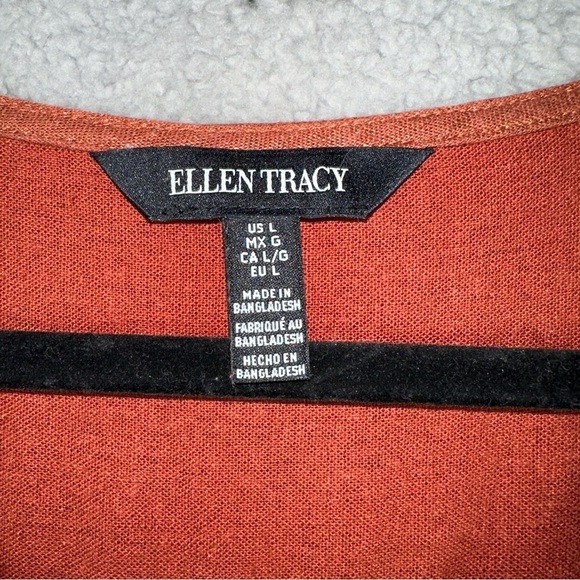 ELLEN TRACY
US L
MX G
CA L/G
EU L
MADE IN
BANGLADESH
FABRIQUÉ AU
BANGLADESH
HECHO EN
BANGLADESH